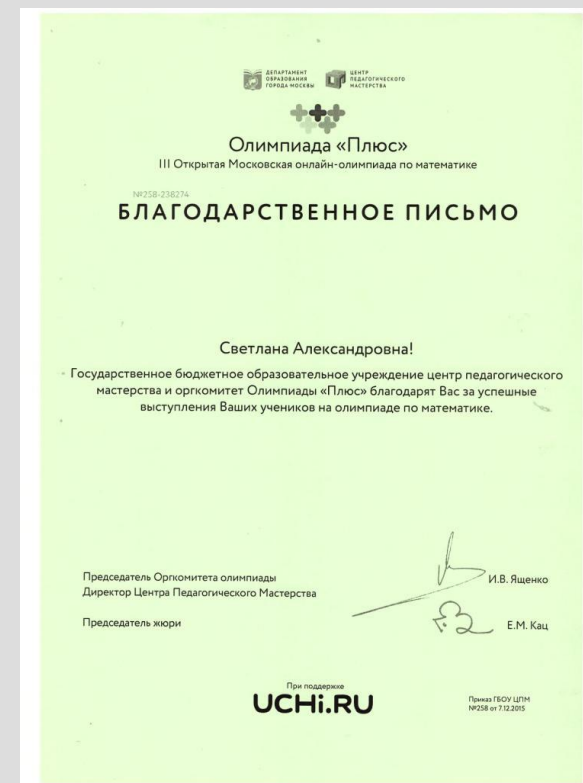 ДЕПАРТАМЕНТ
ОБРАЗОВАНИЯ
ГОРОДА МОСКВЫ
ЦЕНТР
ПЕДАГОГИЧЕСКОГО
МАСТЕРСТВА
Олимпиада «Плюс»
III Открытая Московская онлайн-олимпиада по математике
№258-238274
БЛАГОДАРСТВЕННОЕ ПИСЬМО
Светлана Александровна!
Государственное бюджетное образовательное учреждение центр педагогического
мастерства и оргкомитет Олимпиады «Плюс» благодарят Вас за успешные
выступления Ваших учеников на олимпиаде по математике.
Председатель Оргкомитета олимпиады
Директор Центра Педагогического Мастерства
И.В. Ященко
Председатель жюри
Е.М. Кац
При поддержке
UCHi.RU
Приказ ГБОУ ЦПМ
№258 от 7.12.2015